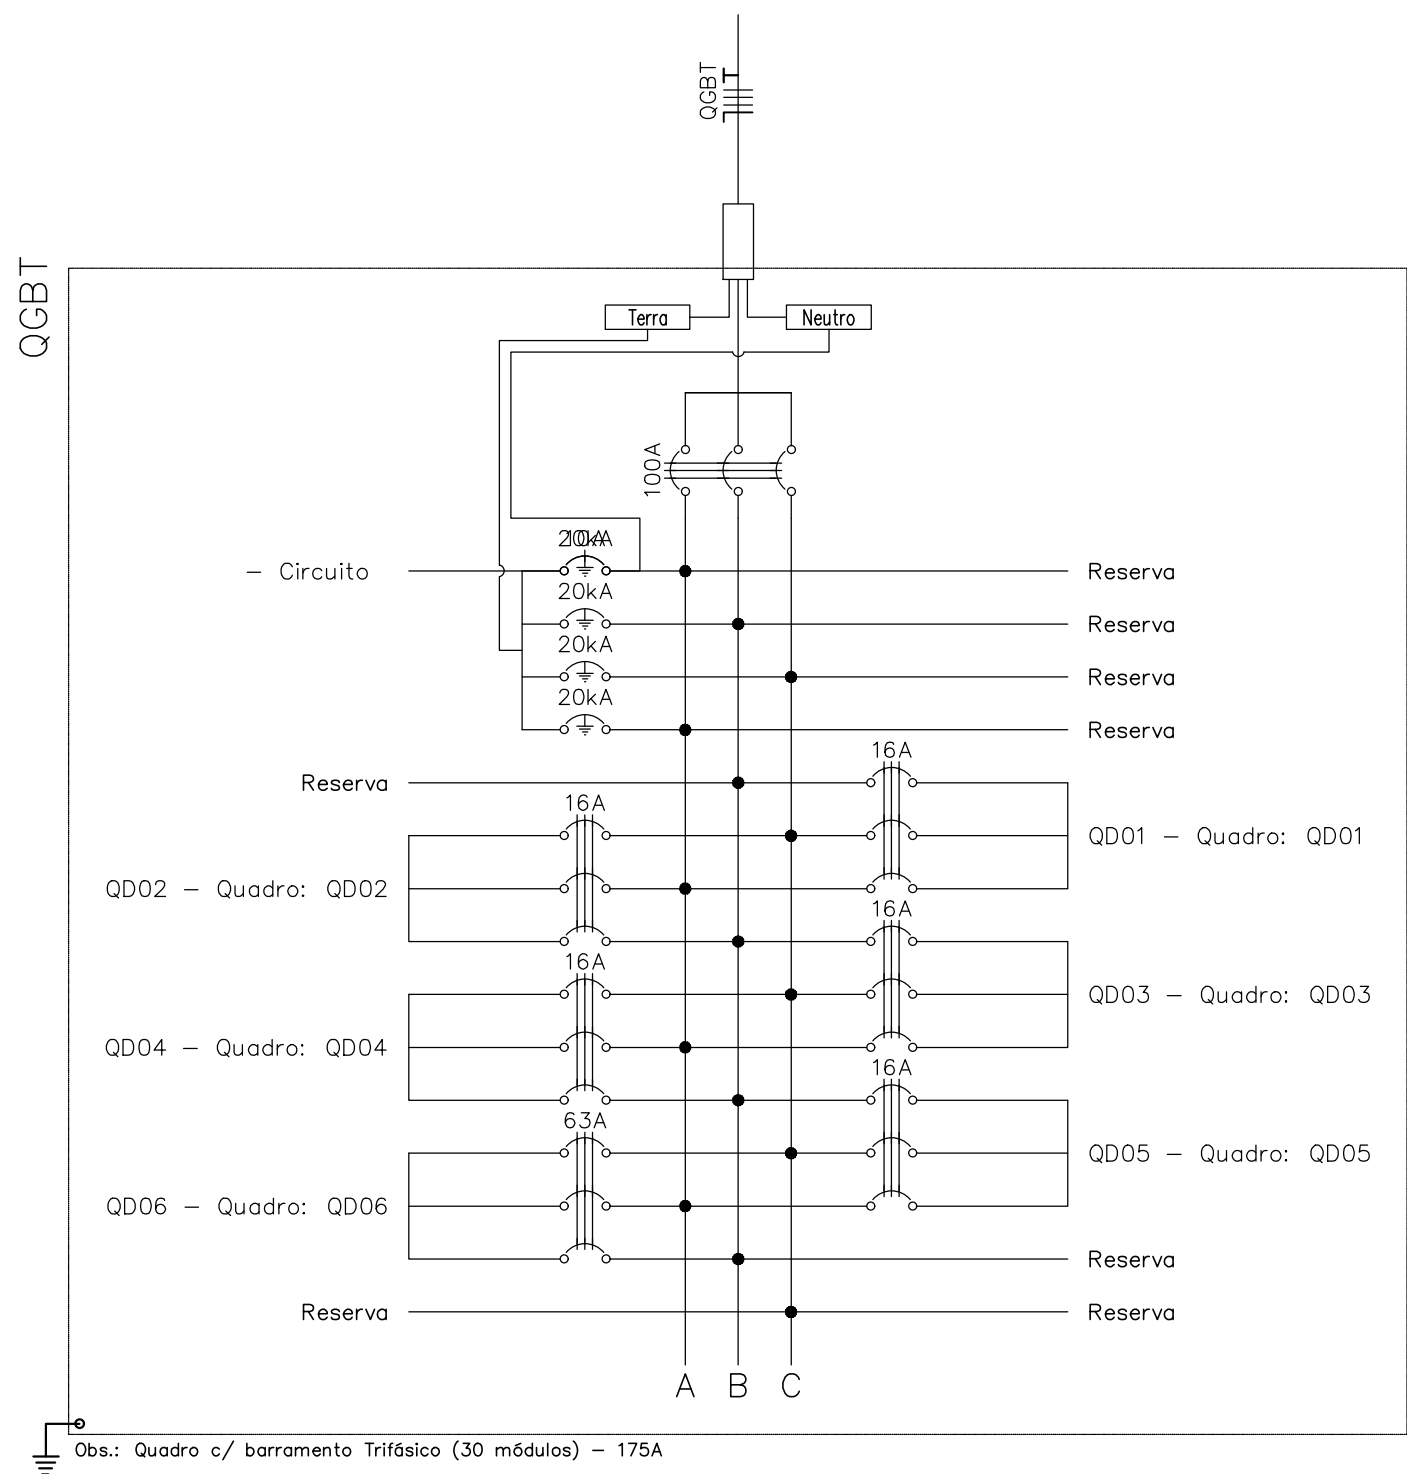 QGBT
QGBT
Terra
Neutro
100A
20kA
10A
- Circuito
Reserva
20kA
Reserva
20kA
Reserva
20kA
Reserva
16A
Reserva
16A
QD01 - Quadro: QD01
QD02 - Quadro: QD02
16A
16A
QD03 - Quadro: QD03
QD04 - Quadro: QD04
16A
63A
QD05 - Quadro: QD05
QD06 - Quadro: QD06
Reserva
Reserva
Reserva
A B C
Obs.: Quadro c/ barramento Trifásico (30 módulos) - 175A